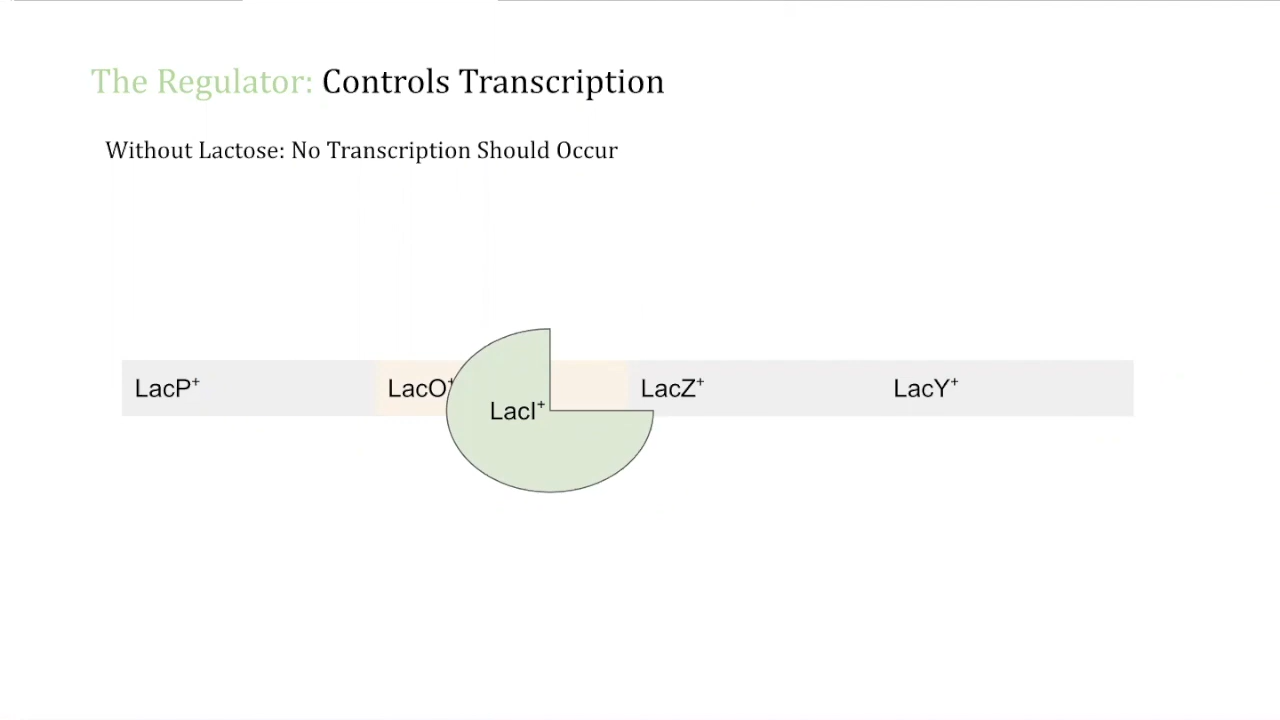 The Regulator: Controls Transcription
Without Lactose: No Transcription Should Occur
LacP⁺ LacO⁺ LacZ⁺ LacY⁺
LacI⁺